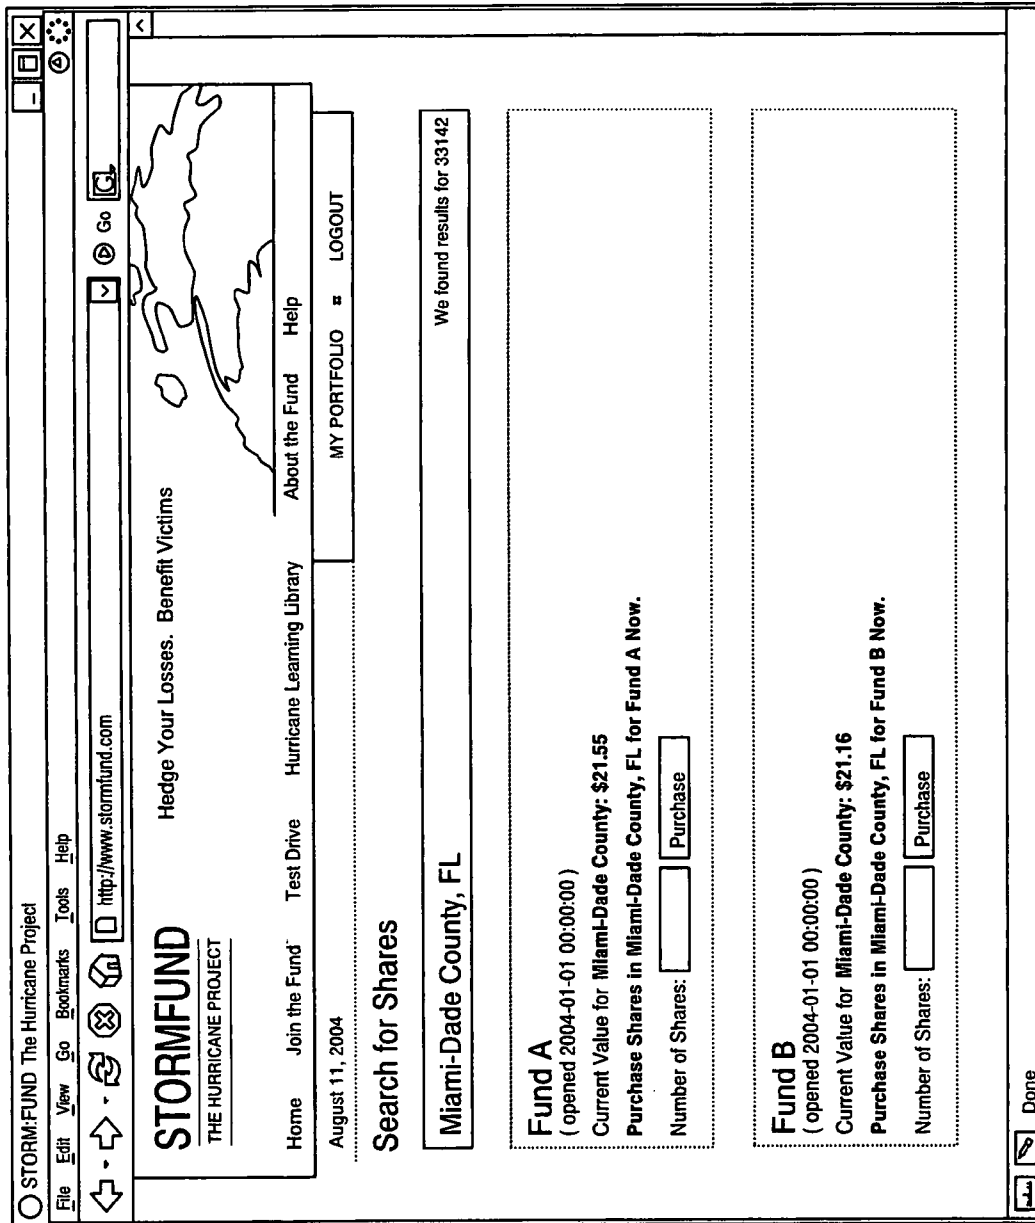 STORM:FUND The Hurricane Project
File Edit View Go Bookmarks Tools Help
http://www.stormfund.com Go G
STORMFUND
THE HURRICANE PROJECT
Hedge Your Losses. Benefit Victims
Home Join the Fund Test Drive Hurricane Learning Library About the Fund Help
August 11, 2004
MY PORTFOLIO :: LOGOUT
Search for Shares
Miami-Dade County, FL We found results for 33142
Fund A
( opened 2004-01-01 00:00:00 )
Current Value for Miami-Dade County: $21.55
Purchase Shares in Miami-Dade County, FL for Fund A Now.
Number of Shares: Purchase
Fund B
( opened 2004-01-01 00:00:00 )
Current Value for Miami-Dade County: $21.16
Purchase Shares in Miami-Dade County, FL for Fund B Now.
Number of Shares: Purchase
Done